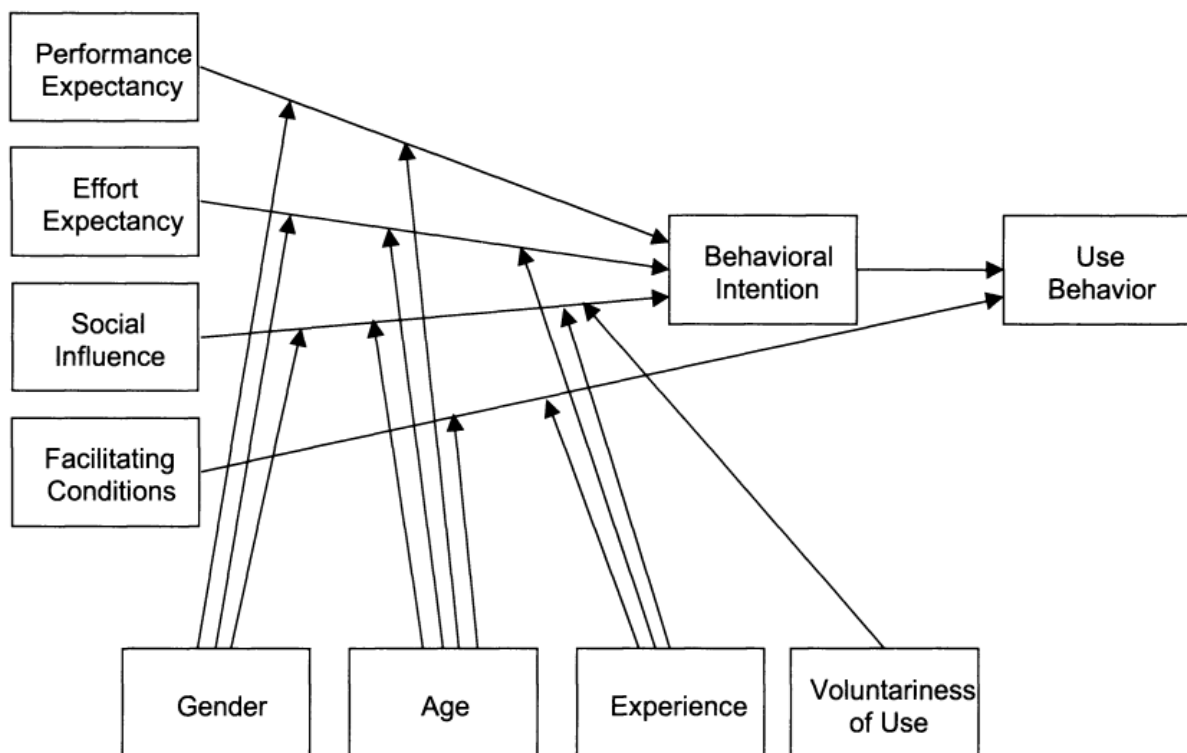 Performance
Expectancy
Effort
Expectancy
Social
Influence
Facilitating
Conditions
Behavioral
Intention
Use
Behavior
Gender
Age
Experience
Voluntariness
of Use